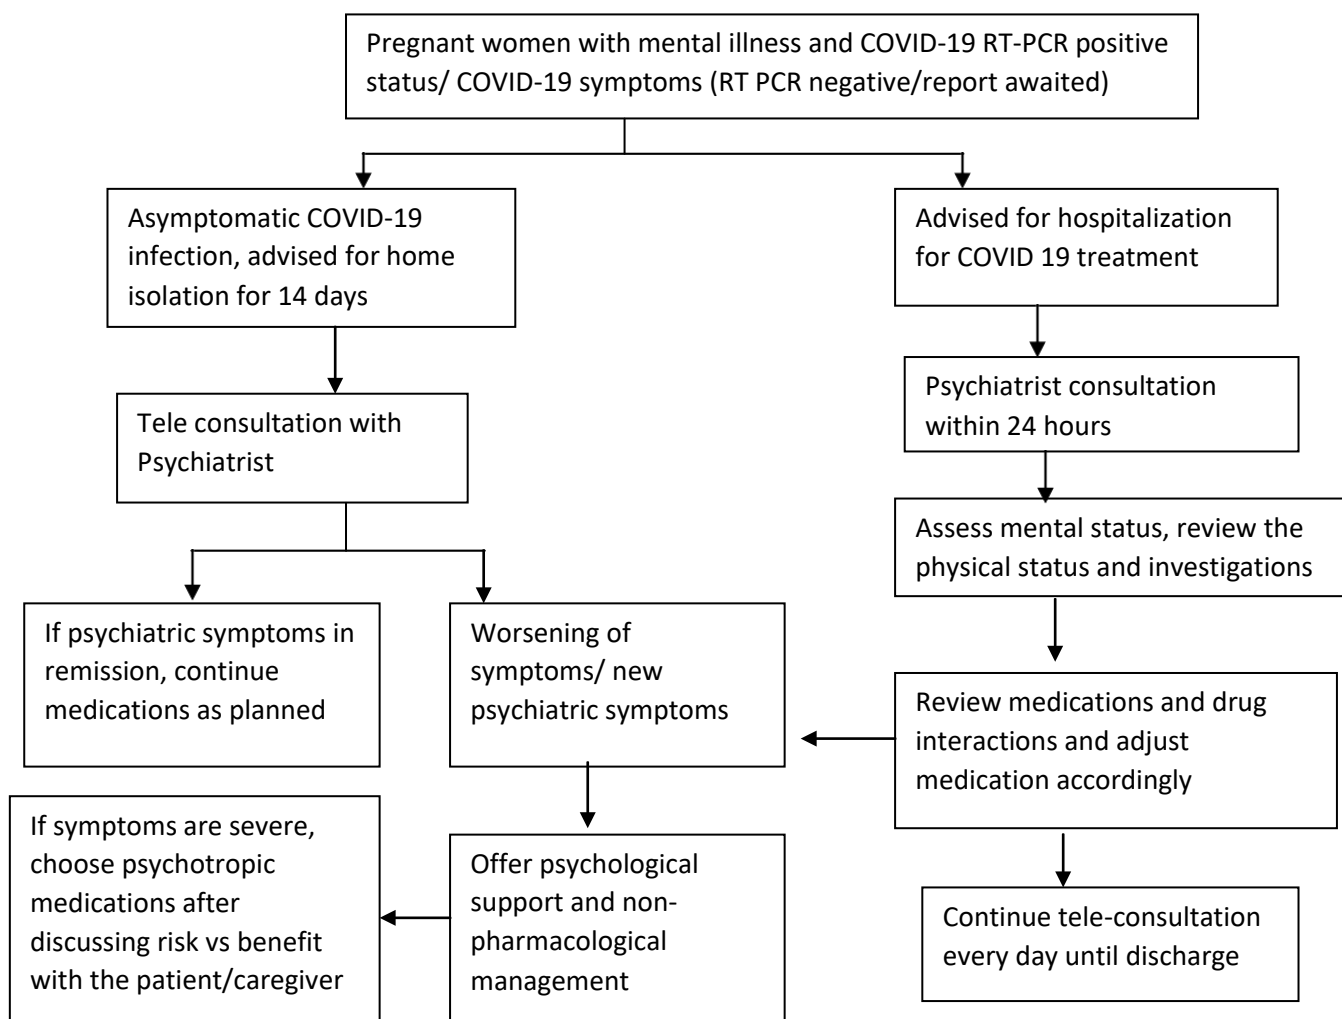 Pregnant women with mental illness and COVID-19 RT-PCR positive
status/ COVID-19 symptoms (RT PCR negative/report awaited)
Asymptomatic COVID-19
infection, advised for home
isolation for 14 days
Advised for hospitalization
for COVID 19 treatment
Tele consultation with
Psychiatrist
Psychiatrist consultation
within 24 hours
Assess mental status, review the
physical status and investigations
If psychiatric symptoms in
remission, continue
medications as planned
Worsening of
symptoms/ new
psychiatric symptoms
Review medications and drug
interactions and adjust
medication accordingly
If symptoms are severe,
choose psychotropic
medications after
discussing risk vs benefit
with the patient/caregiver
Offer psychological
support and non-
pharmacological
management
Continue tele-consultation
every day until discharge